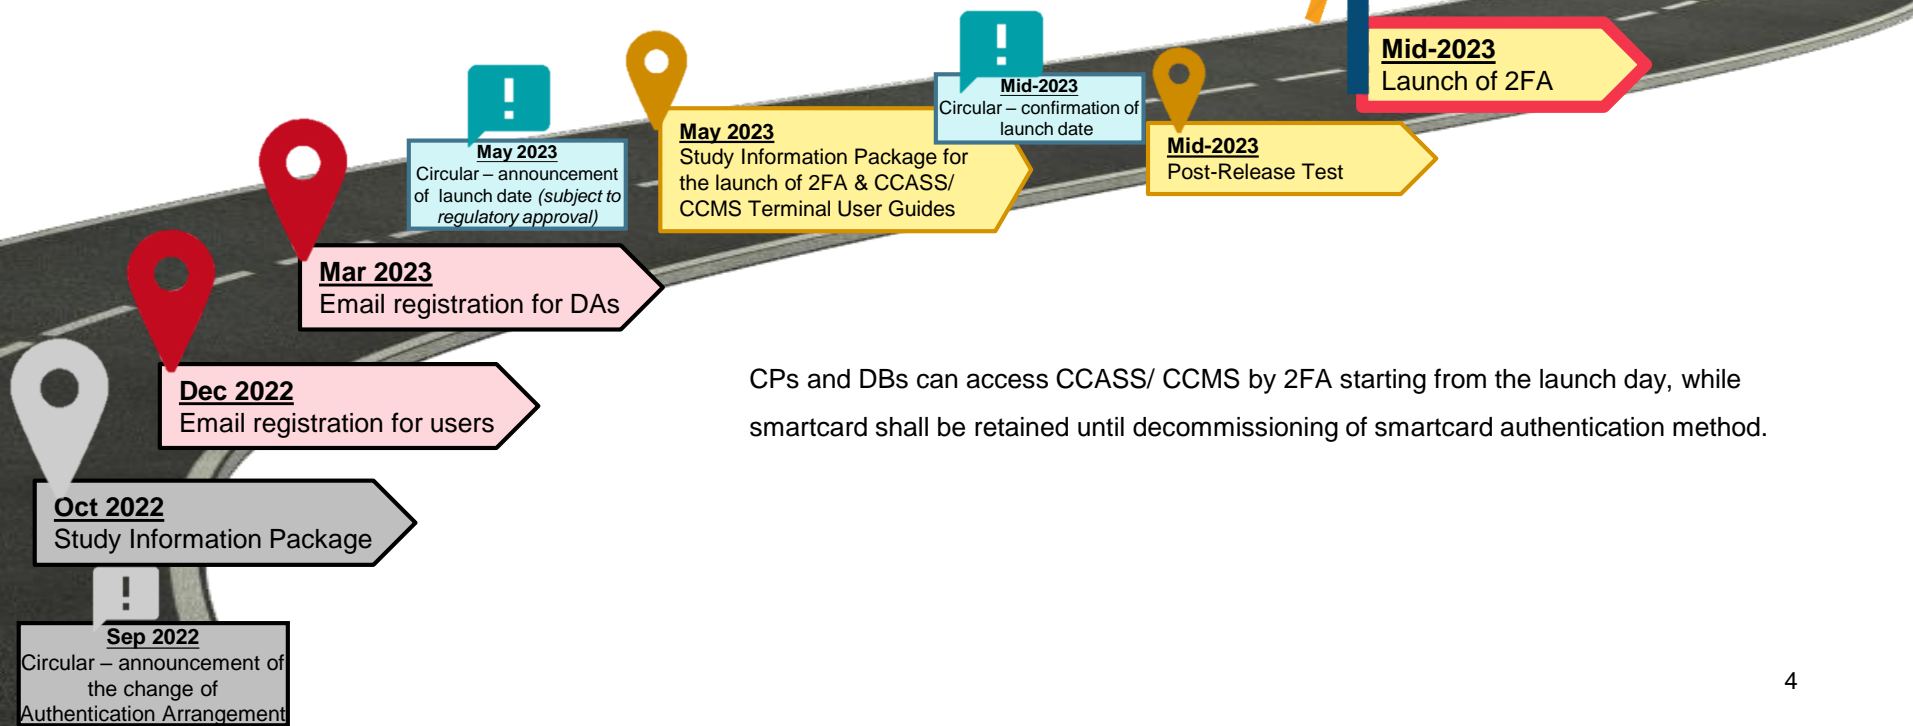 Mid-2023
Launch of 2FA
Mid-2023
Circular – confirmation of
launch date
Mid-2023
Post-Release Test
May 2023
Study Information Package for
the launch of 2FA & CCASS/
CCMS Terminal User Guides
May 2023
Circular – announcement
of launch date (subject to
regulatory approval)
Mar 2023
Email registration for DAs
Dec 2022
Email registration for users
CPs and DBs can access CCASS/ CCMS by 2FA starting from the launch day, while
smartcard shall be retained until decommissioning of smartcard authentication method.
Oct 2022
Study Information Package
Sep 2022
Circular – announcement of
the change of
Authentication Arrangement
4